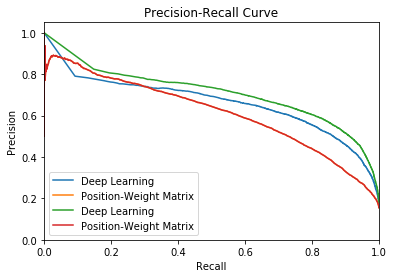 Precision-Recall Curve
1.0
0.8
0.6
0.4
0.2
0.0
Precision
Deep Learning
Position-Weight Matrix
Deep Learning
Position-Weight Matrix
0.0 0.2 0.4 0.6 0.8 1.0
Recall